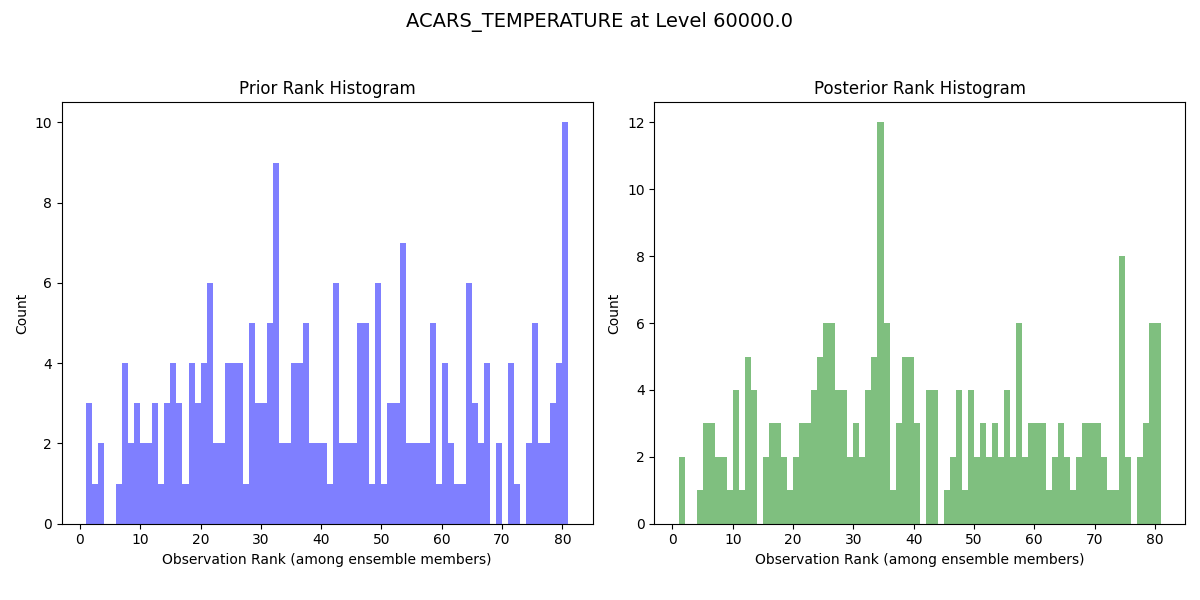 ACARS_TEMPERATURE at Level 60000.0
Prior Rank Histogram
Count
10
8
6
4
2
0
0 10 20 30 40 50 60 70 80
Observation Rank (among ensemble members)
Posterior Rank Histogram
Count
12
10
8
6
4
2
0
0 10 20 30 40 50 60 70 80
Observation Rank (among ensemble members)